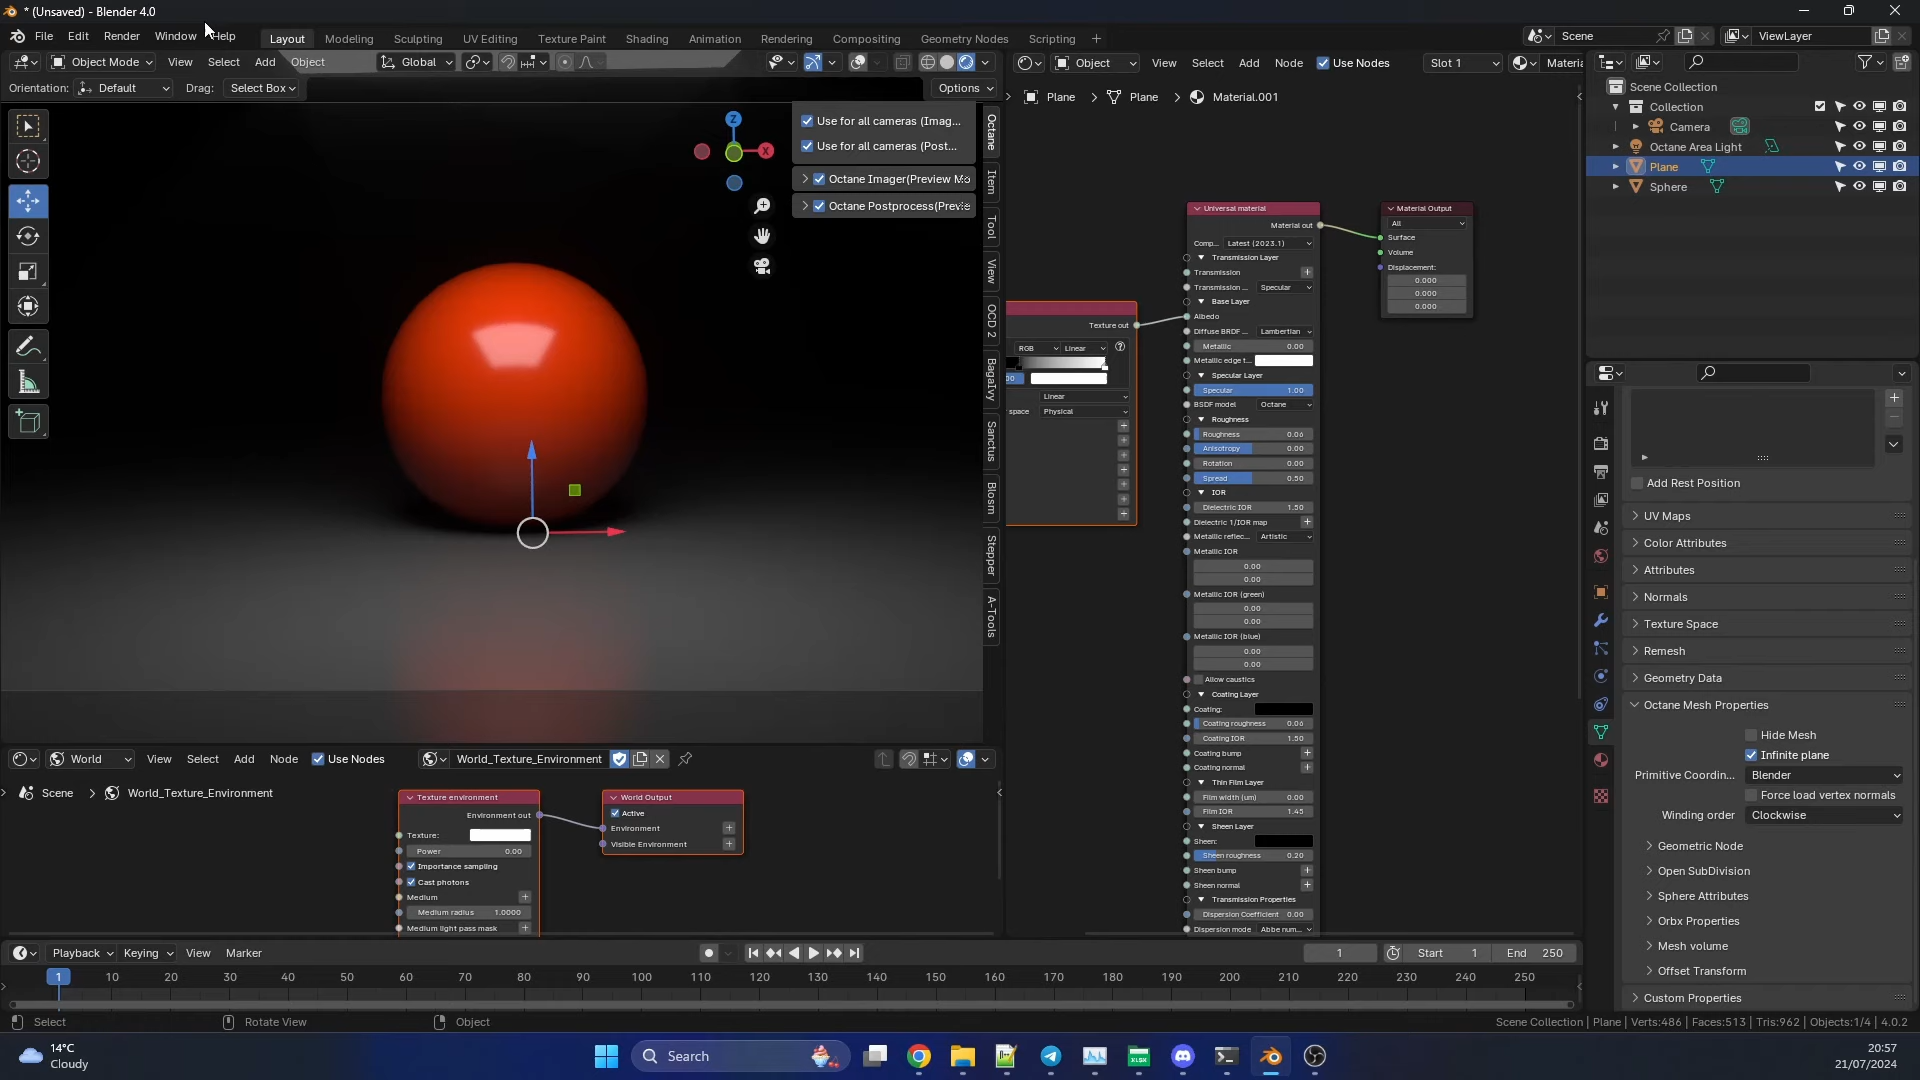 * (Unsaved) - Blender 4.0
File Edit Render Window Help
Layout Modeling Sculpting UV Editing Texture Paint Shading Animation Rendering Compositing Geometry Nodes Scripting +
Scene
ViewLayer
Object Mode View Select Add Object Global
Orientation: Default Drag: Select Box Options
Use for all cameras (Imag...
Use for all cameras (Post...
Octane Imager(Preview Mo
Octane Postprocess(Previe
Octane
Item
Tool
View
OCD 2
BagaIvy
Sanctus
Blosm
Stepper
A-Tools
Z
X
Object View Select Add Node Use Nodes Slot 1 Materia
Plane Plane Material.001
Texture out
RGB Linear
Linear
space Physical
Universal material
Material out
Comp... Latest (2023.1)
Transmission Layer
Transmission
Transmission ... Specular
Base Layer
Albedo
Diffuse BRDF ... Lambertian
Metallic 0.00
Metallic edge t...
Specular Layer
Specular 1.00
BSDF model Octane
Roughness
Roughness 0.06
Anisotropy 0.00
Rotation 0.00
Spread 0.50
IOR
Dielectric IOR 1.50
Dielectric 1/IOR map
Metallic reflec... Artistic
Metallic IOR
0.00
0.00
Metallic IOR (green)
0.00
0.00
Metallic IOR (blue)
0.00
0.00
Allow caustics
Coating Layer
Coating:
Coating roughness 0.06
Coating IOR 1.50
Coating bump
Coating normal
Thin Film Layer
Film width (um) 0.00
Film IOR 1.45
Sheen Layer
Sheen:
Sheen roughness 0.20
Sheen bump
Sheen normal
Transmission Properties
Dispersion Coefficient 0.00
Dispersion mode Abbe num...
Material Output
All
Surface
Volume
Displacement:
0.000
0.000
0.000
Scene Collection
Collection
Camera
Octane Area Light
Plane
Sphere
Add Rest Position
UV Maps
Color Attributes
Attributes
Normals
Texture Space
Remesh
Geometry Data
Octane Mesh Properties
Hide Mesh
Infinite plane
Primitive Coordin... Blender
Force load vertex normals
Winding order Clockwise
Geometric Node
Open SubDivision
Sphere Attributes
Orbx Properties
Mesh volume
Offset Transform
Custom Properties
World View Select Add Node Use Nodes World_Texture_Environment
Scene World_Texture_Environment
Texture environment
Environment out
Texture:
Power 0.00
Importance sampling
Cast photons
Medium
Medium radius 1.0000
Medium light pass mask
World Output
Active
Environment
Visible Environment
Playback Keying View Marker 1 Start 1 End 250
1 10 20 30 40 50 60 70 80 90 100 110 120 130 140 150 160 170 180 190 200 210 220 230 240 250
Select Rotate View Object
Scene Collection | Plane | Verts:486 | Faces:513 | Tris:962 | Objects:1/4 | 4.0.2
14°C
Cloudy
Search
20:57
21/07/2024